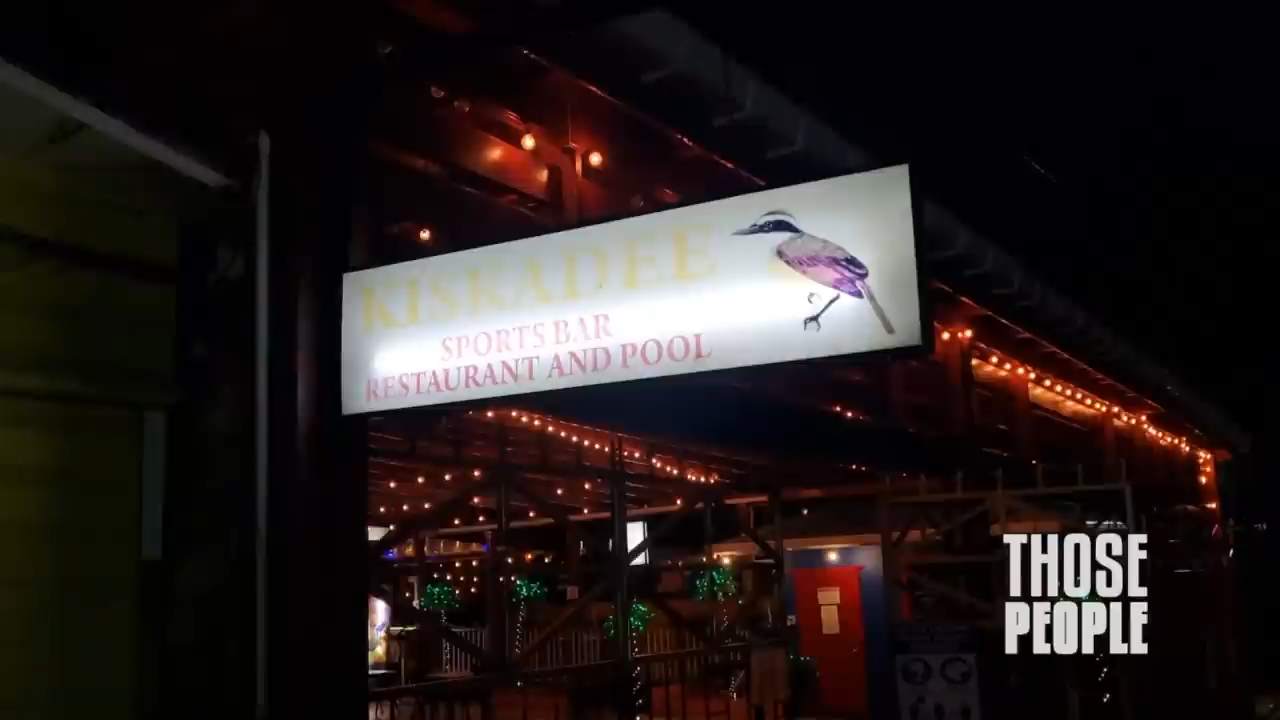 KISKADEE
SPORTS BAR
RESTAURANT AND POOL
THOSE
PEOPLE